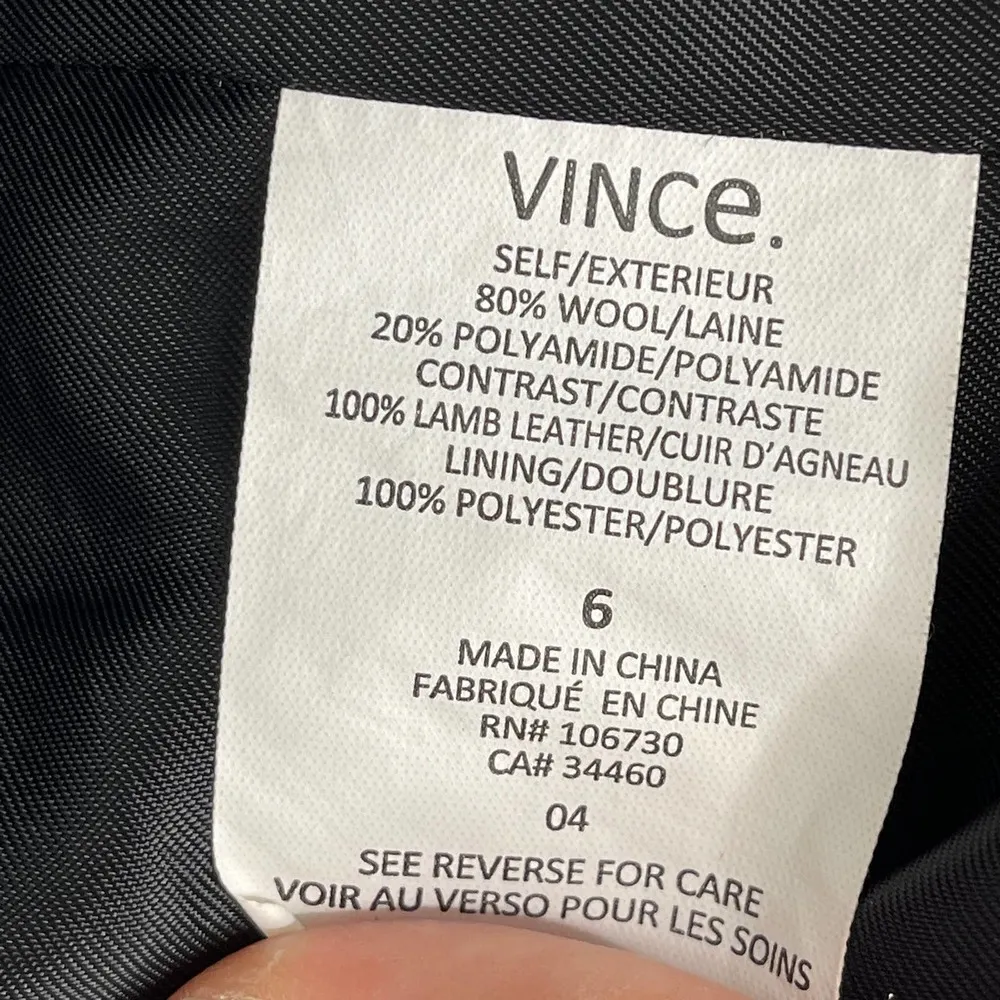 VINCe.
SELF/EXTERIEUR
80% WOOL/LAINE
20% POLYAMIDE/POLYAMIDE
CONTRAST/CONTRASTE
100% LAMB LEATHER/CUIR D'AGNEAU
LINING/DOUBLURE
100% POLYESTER/POLYESTER
6
MADE IN CHINA
FABRIQUÉ EN CHINE
RN# 106730
CA# 34460
04
SEE REVERSE FOR CARE
VOIR AU VERSO POUR LES SOINS